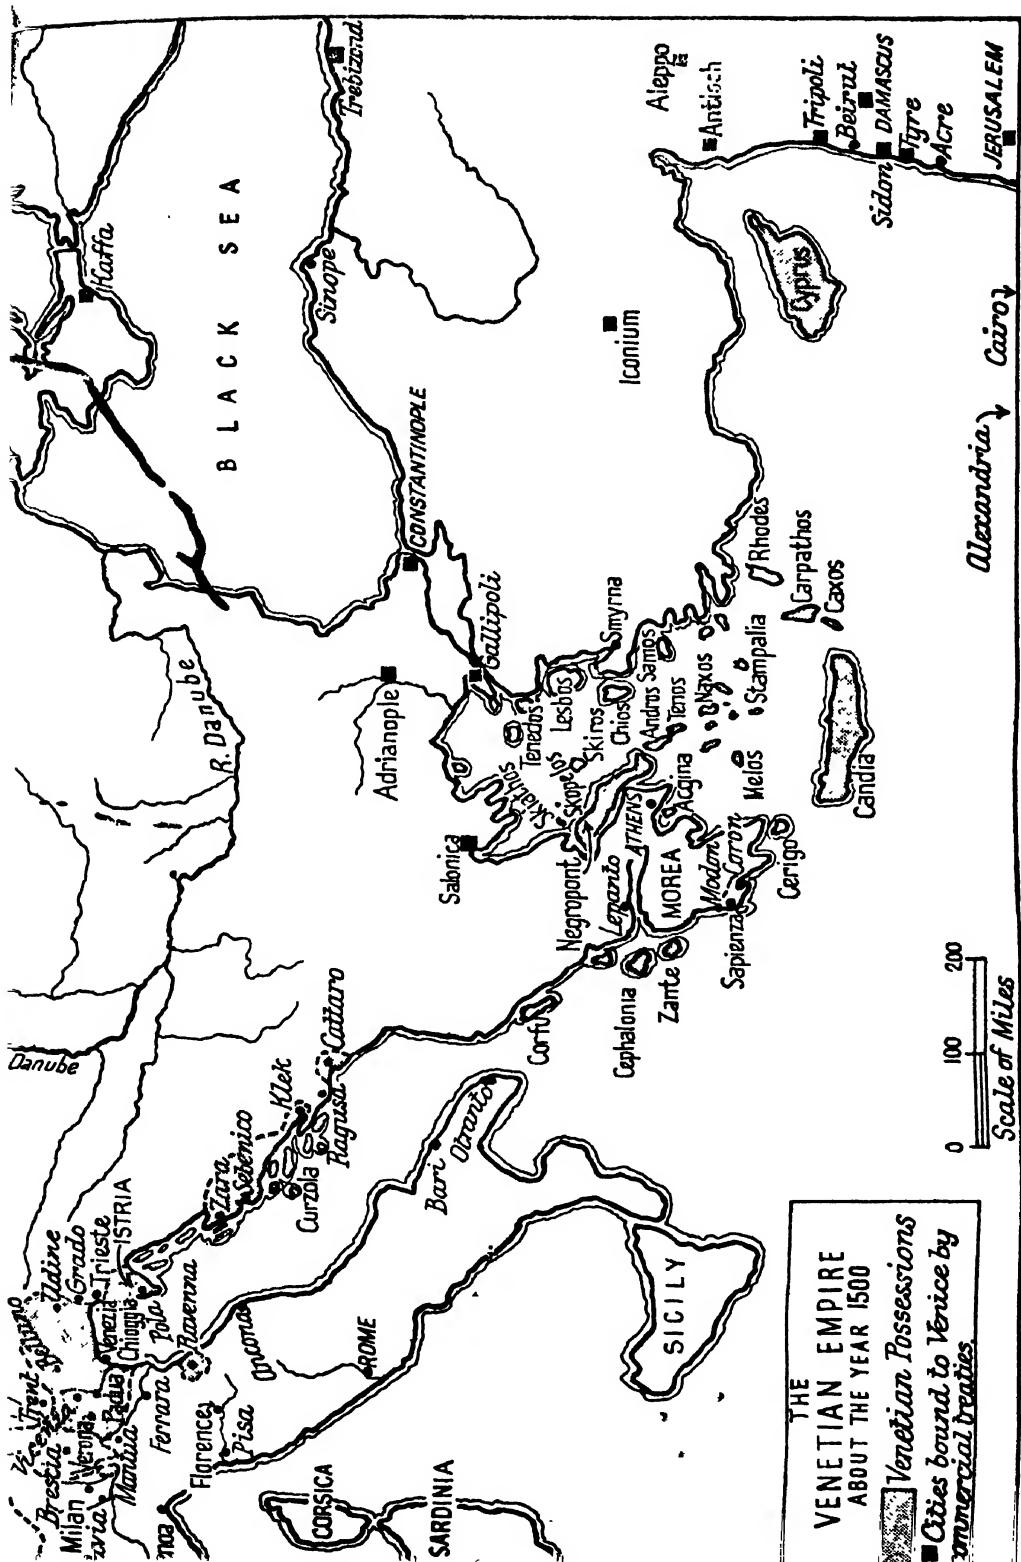 THE
VENETIAN EMPIRE
ABOUT THE YEAR 1500
Venetian Possessions
Cities bound to Venice by
ommercial treaties
0 100 200
Scale of Miles
BLACK SEA
Kaffa
Trebizond
Sinope
CONSTANTINOPLE
Gallipoli
Adrianople
R. Danube
Danube
Salonica
Iconium
Aleppo
Antioch
Tripoli
Beirut
DAMASCUS
Sidon
Tyre
Acre
JERUSALEM
Cyprus
Cairo
Alexandria
Rhodes
Carpathos
Caxos
Stampalia
Naxos
Samos
Smyrna
Lesbos
Tenedos
Chios
Skiros
Skopelos
Skiathos
Andros
Tenos
Melos
Candia
Cerigo
Aegina
ATHENS
Negropont
Lepanto
MOREA
Modon
Coron
Sapienza
Zante
Cephalonia
Corfu
Cattaro
Ragusa
Klek
Curzola
Sebenico
Zara
ISTRIA
Trieste
Grado
Udine
Venezia
Chioggia
Pola
Ravenna
Padua
Ferrara
Mantua
Verona
Brescia
Trent
Milan
avia
noa
Florence
Pisa
Ancona
ROME
Bari
Otranto
SICILY
CORSICA
SARDINIA